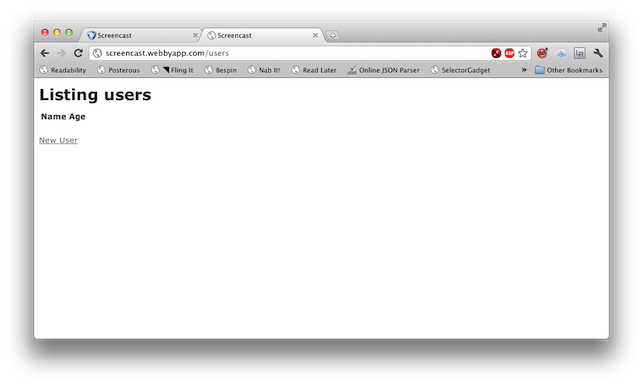 Screencast Screencast
screencast.webbyapp.com/users
Readability Posterous Fling It Bespin Nab It! Read Later Online JSON Parser SelectorGadget » Other Bookmarks
Listing users
Name Age
New User